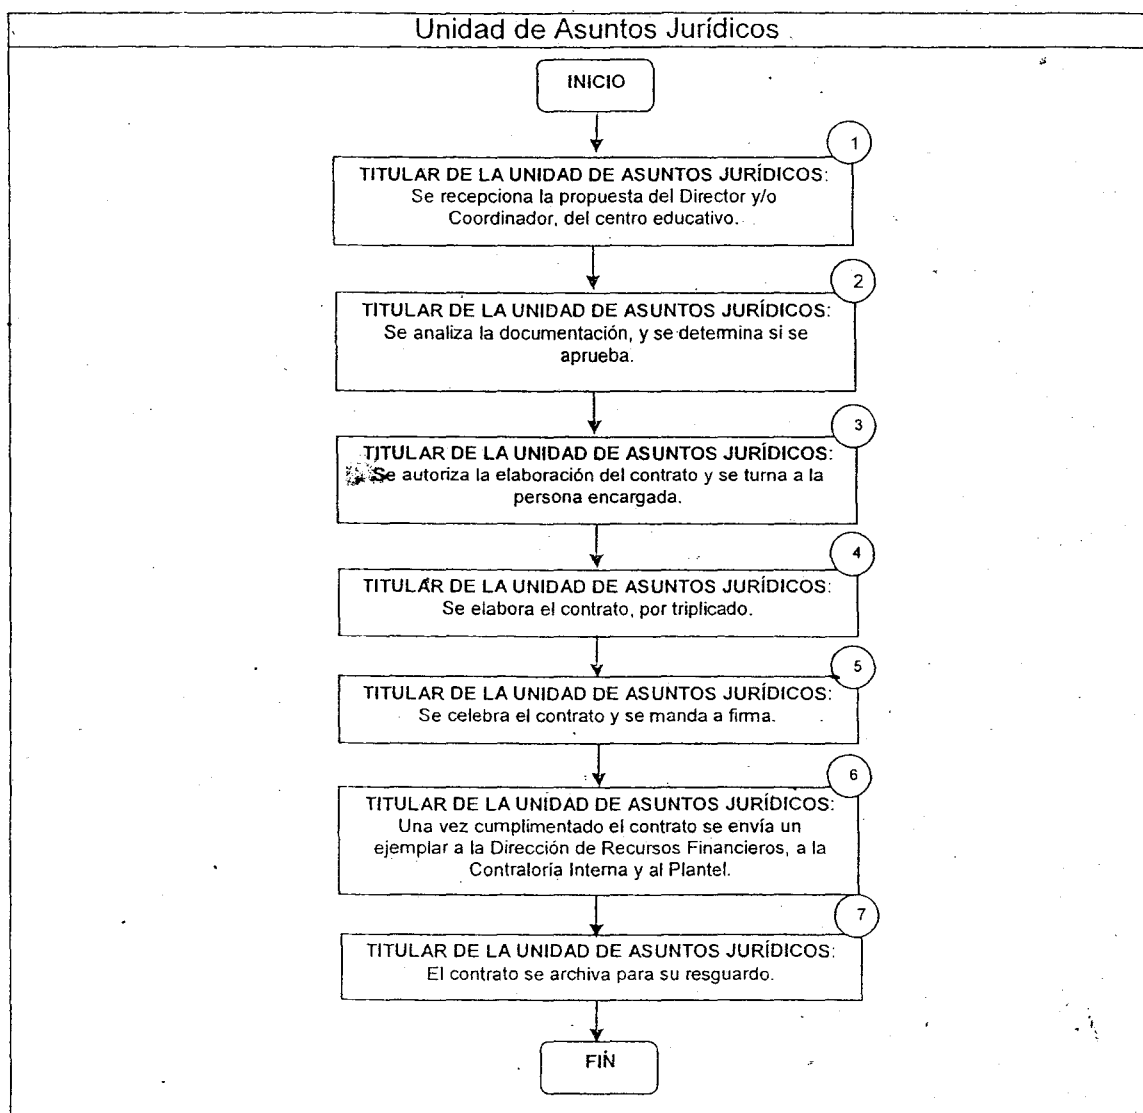 Unidad de Asuntos Jurídicos
INICIO
1
TITULAR DE LA UNIDAD DE ASUNTOS JURÍDICOS:
Se recepciona la propuesta del Director y/o
Coordinador, del centro educativo.
2
TITULAR DE LA UNIDAD DE ASUNTOS JURÍDICOS:
Se analiza la documentación, y se determina si se
aprueba.
3
TITULAR DE LA UNIDAD DE ASUNTOS JURÍDICOS:
Se autoriza la elaboración del contrato y se turna a la
persona encargada.
4
TITULAR DE LA UNIDAD DE ASUNTOS JURÍDICOS:
Se elabora el contrato, por triplicado.
5
TITULAR DE LA UNIDAD DE ASUNTOS JURÍDICOS:
Se celebra el contrato y se manda a firma.
6
TITULAR DE LA UNIDAD DE ASUNTOS JURÍDICOS:
Una vez cumplimentado el contrato se envía un
ejemplar a la Dirección de Recursos Financieros, a la
Contraloría Interna y al Plantel.
7
TITULAR DE LA UNIDAD DE ASUNTOS JURÍDICOS:
El contrato se archiva para su resguardo.
FIN